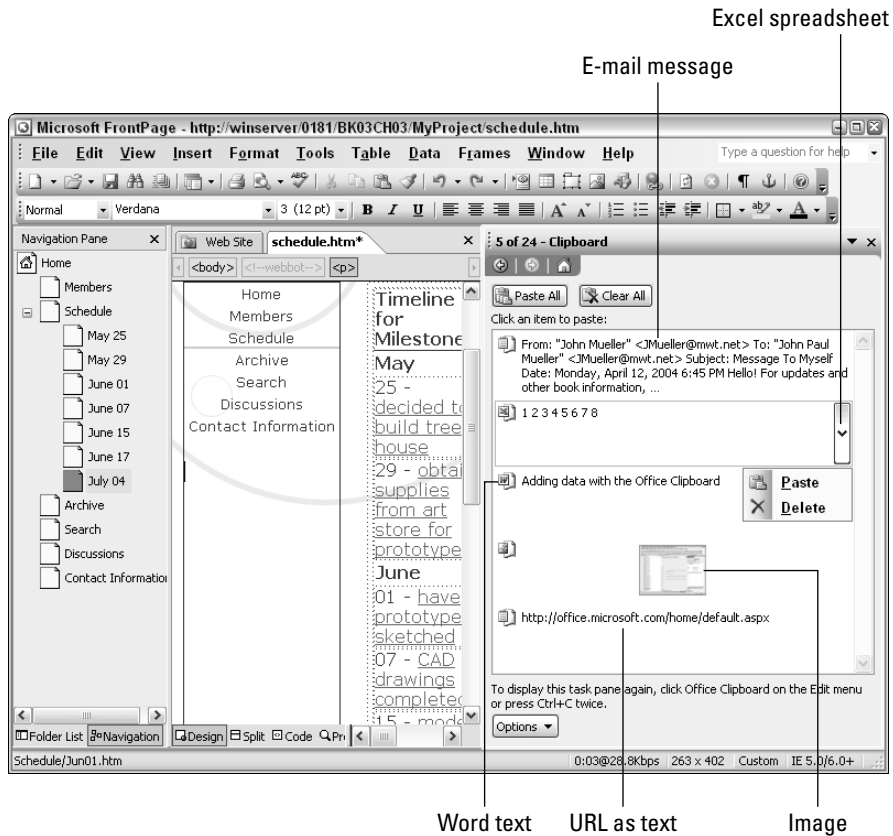 Excel spreadsheet
E-mail message
Microsoft FrontPage - http://winserver/0181/BK03CH03/MyProject/schedule.htm
File Edit View Insert Format Tools Table Data Frames Window Help Type a question for help
Normal Verdana 3 (12 pt) B I U
Navigation Pane
Home
Members
Schedule
May 25
May 29
June 01
June 07
June 15
June 17
July 04
Archive
Search
Discussions
Contact Informatio
Folder List Navigation
Web Site schedule.htm*
<body> <!--webbot--> <p>
Home
Members
Schedule
Archive
Search
Discussions
Contact Information
Timeline
for
Milestone
May
25 -
decided to
build tree
house
29 - obtai
supplies
from art
store for
prototype
June
01 - have
prototype
sketched
07 - CAD
drawings
completed
15 - mode
Design Split Code Pr
5 of 24 - Clipboard
Paste All Clear All
Click an item to paste:
From: "John Mueller" <JMueller@mwt.net> To: "John Paul
Mueller" <JMueller@mwt.net> Subject: Message To Myself
Date: Monday, April 12, 2004 6:45 PM Hello! For updates and
other book information, ...
1 2 3 4 5 6 7 8
Adding data with the Office Clipboard
Paste
Delete
http://office.microsoft.com/home/default.aspx
To display this task pane again, click Office Clipboard on the Edit menu
or press Ctrl+C twice.
Options
Schedule/Jun01.htm 0:03@28.8Kbps 263 x 402 Custom IE 5.0/6.0+
Word text URL as text Image